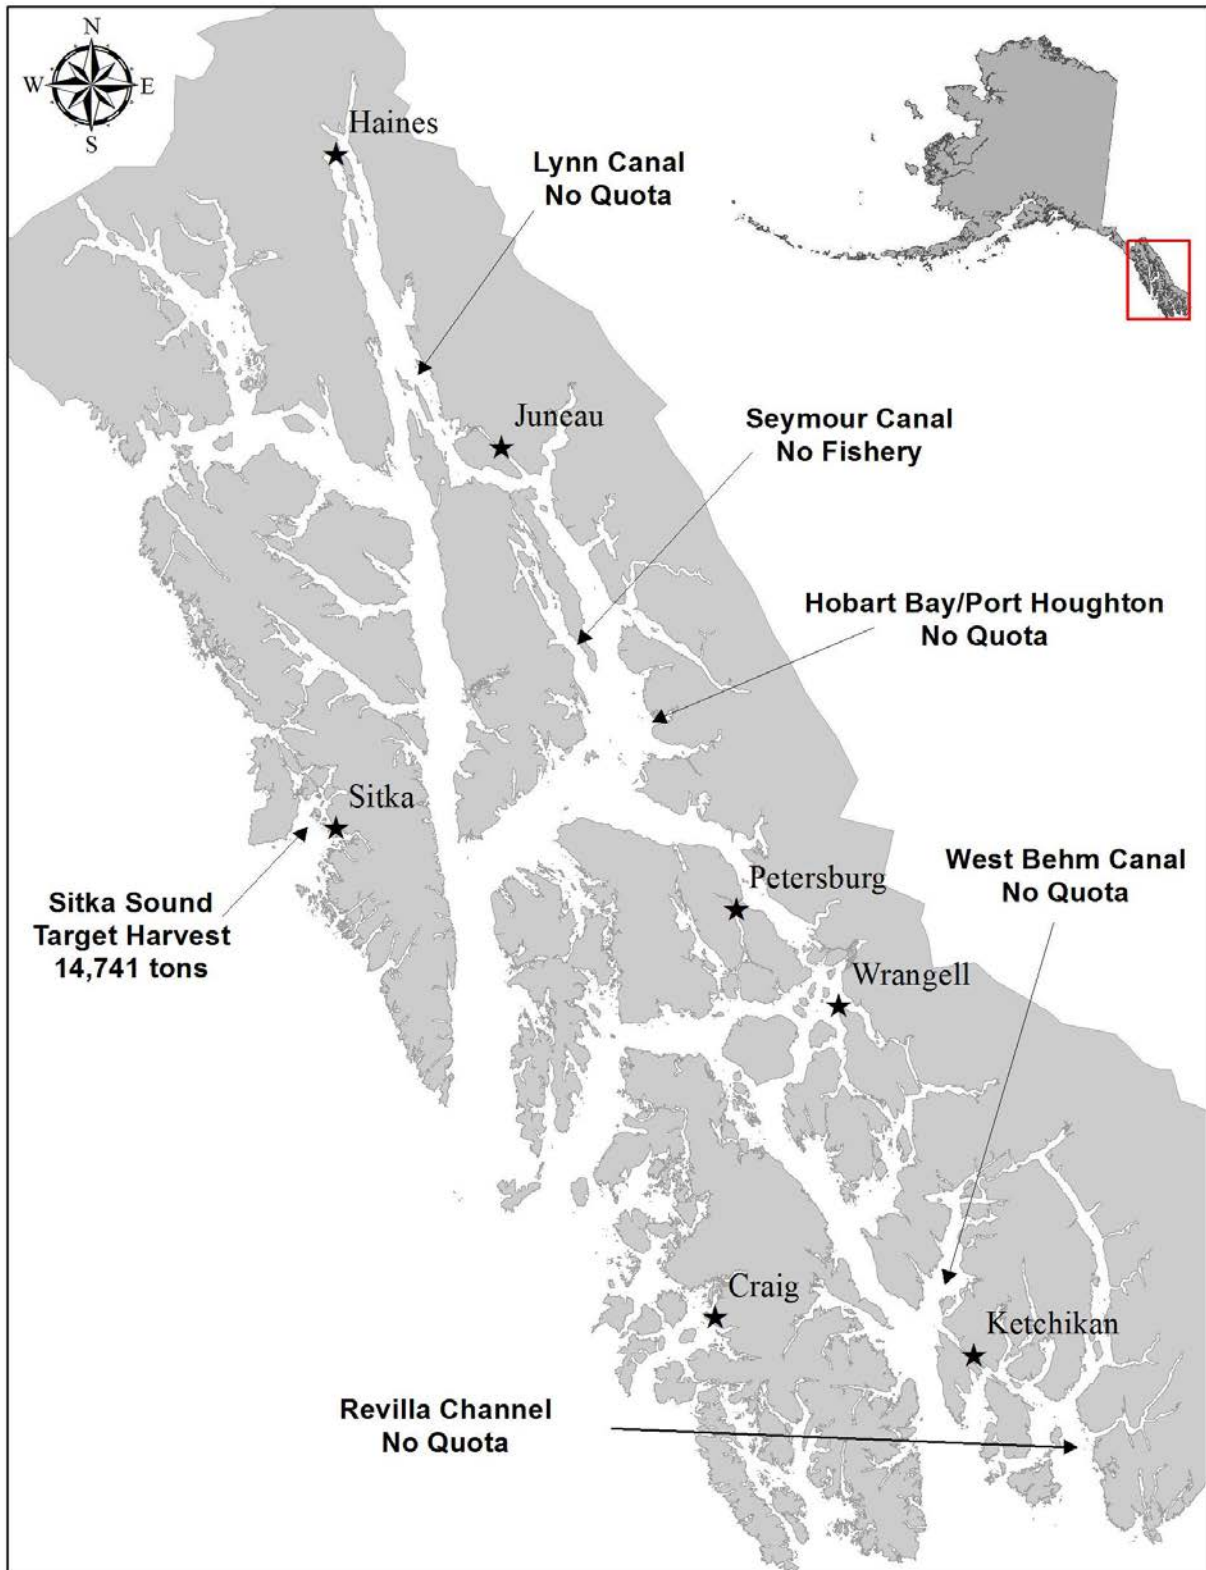 N
W E
S
Haines
Lynn Canal
No Quota
Juneau
Seymour Canal
No Fishery
Hobart Bay/Port Houghton
No Quota
Sitka
Sitka Sound
Target Harvest
14,741 tons
Petersburg
West Behm Canal
No Quota
Wrangell
Craig
Ketchikan
Revilla Channel
No Quota